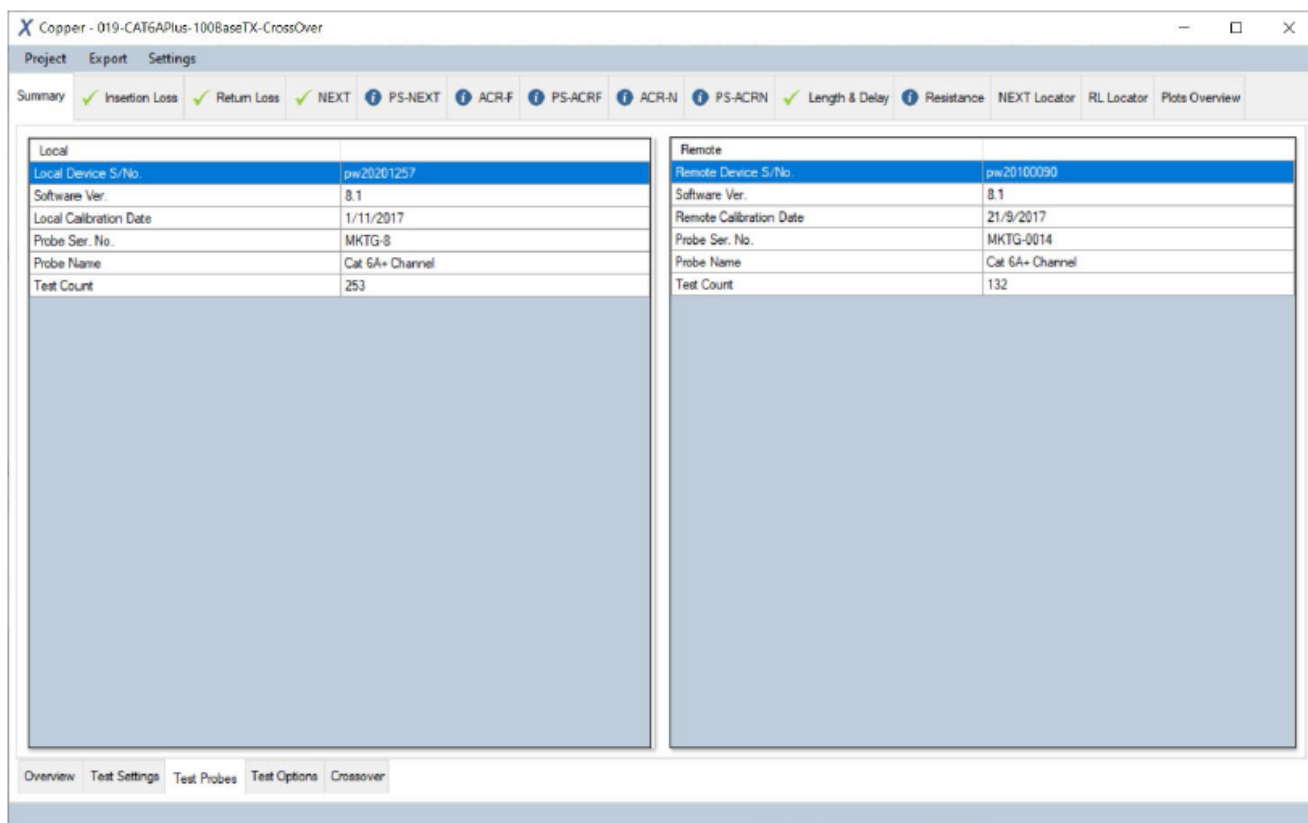 Copper - 019-CAT6APlus-100BaseTX-CrossOver
Project Export Settings
Summary Insertion Loss Return Loss NEXT PS-NEXT ACR-F PS-ACRF ACR-N PS-ACRN Length & Delay Resistance NEXT Locator RL Locator Plots Overview
Local
Local Device S/No. pw20201257
Software Ver. 8.1
Local Calibration Date 1/11/2017
Probe Ser. No. MKTG-8
Probe Name Cat 6A+ Channel
Test Count 253
Remote
Remote Device S/No. pw20100090
Software Ver. 8.1
Remote Calibration Date 21/9/2017
Probe Ser. No. MKTG-0014
Probe Name Cat 6A+ Channel
Test Count 132
Overview Test Settings Test Probes Test Options Crossover